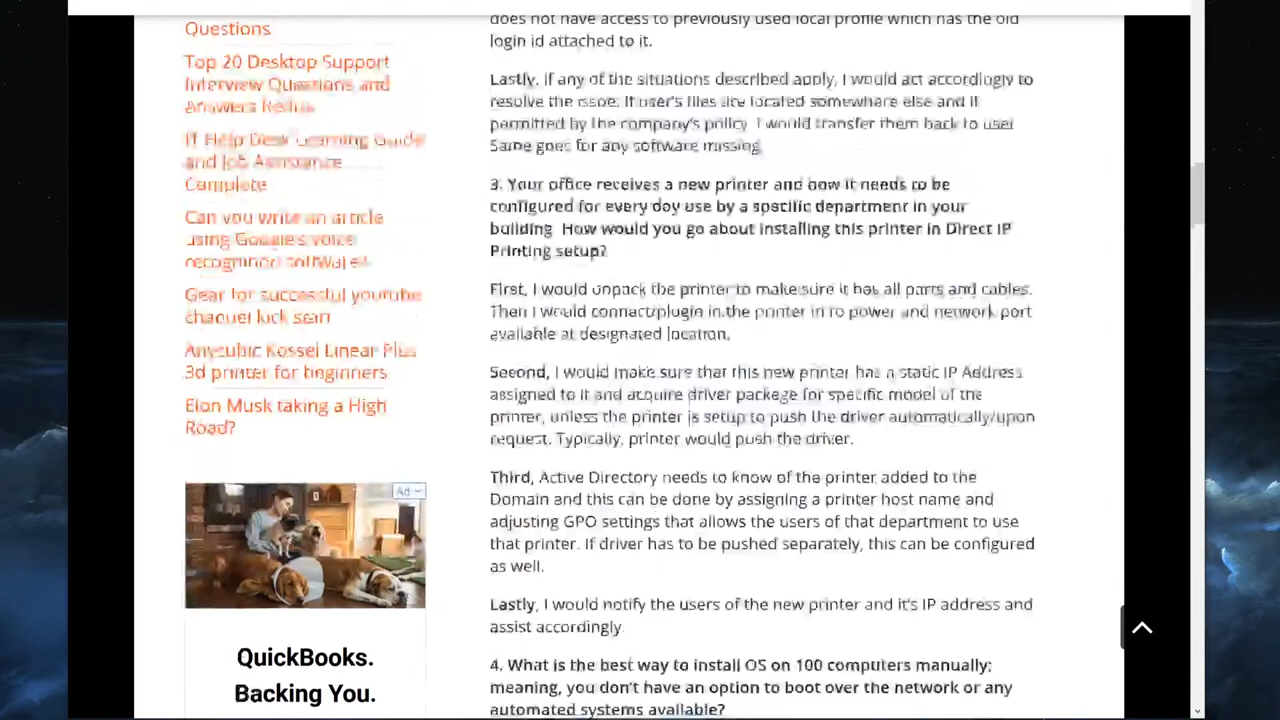 Questions
Top 20 Desktop Support
Interview Questions and
Answers Redux
IT Help Desk Learning Guide
and Job Assistance
Complete
Can you write an article
using Google's voice
recognition software?
Gear for successful youtube
channel kick start
Anycubic Kossel Linear Plus
3d printer for beginners
Elon Musk taking a High
Road?
Ad
QuickBooks.
Backing You.
does not have access to previously used local profile which has the old
login id attached to it.
Lastly, if any of the situations described apply, I would act accordingly to
resolve the issue. If user's files are located somewhere else and if
permitted by the company's policy, I would transfer them back to user
Same goes for any software missing.
3. Your office receives a new printer and now it needs to be
configured for every day use by a specific department in your
building. How would you go about installing this printer in Direct IP
Printing setup?
First, I would unpack the printer to make sure it has all parts and cables.
Then I would connect/plugin in the printer in to power and network port
available at designated location.
Second, I would make sure that this new printer has a static IP Address
assigned to it and acquire driver package for specific model of the
printer, unless the printer is setup to push the driver automatically/upon
request. Typically, printer would push the driver.
Third, Active Directory needs to know of the printer added to the
Domain and this can be done by assigning a printer host name and
adjusting GPO settings that allows the users of that department to use
that printer. If driver has to be pushed separately, this can be configured
as well.
Lastly, I would notify the users of the new printer and it's IP address and
assist accordingly.
4. What is the best way to install OS on 100 computers manually;
meaning, you don't have an option to boot over the network or any
automated systems available?